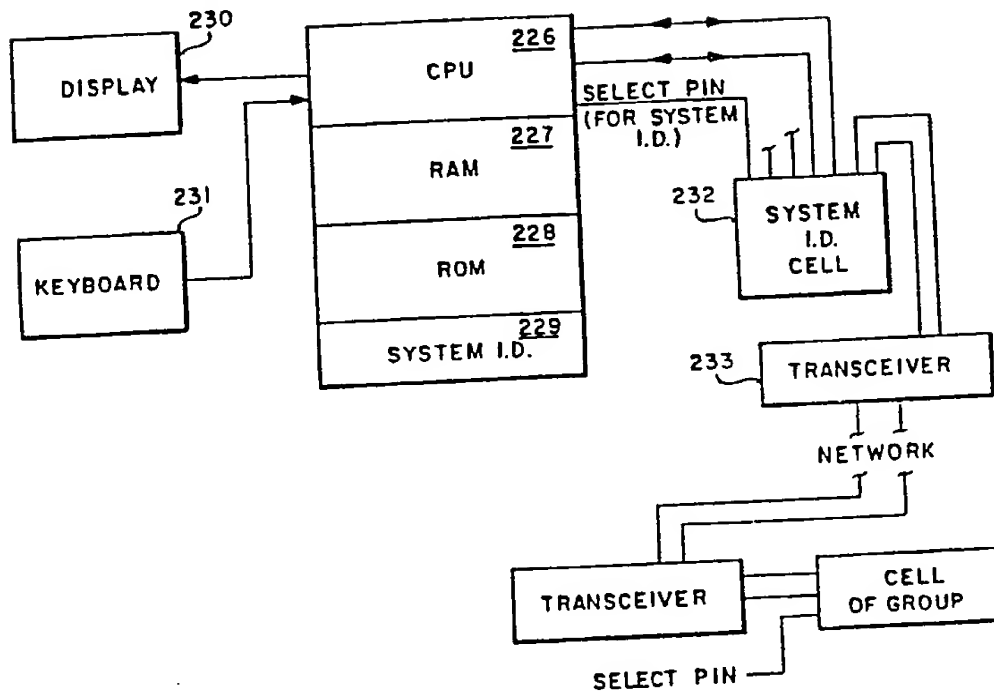 230
DISPLAY
226
CPU
SELECT PIN
(FOR SYSTEM
I.D.)
227
RAM
231
KEYBOARD
228
ROM
229
SYSTEM I.D.
232
SYSTEM
I.D.
CELL
233
TRANSCEIVER
NETWORK
TRANSCEIVER
CELL
OF GROUP
SELECT PIN